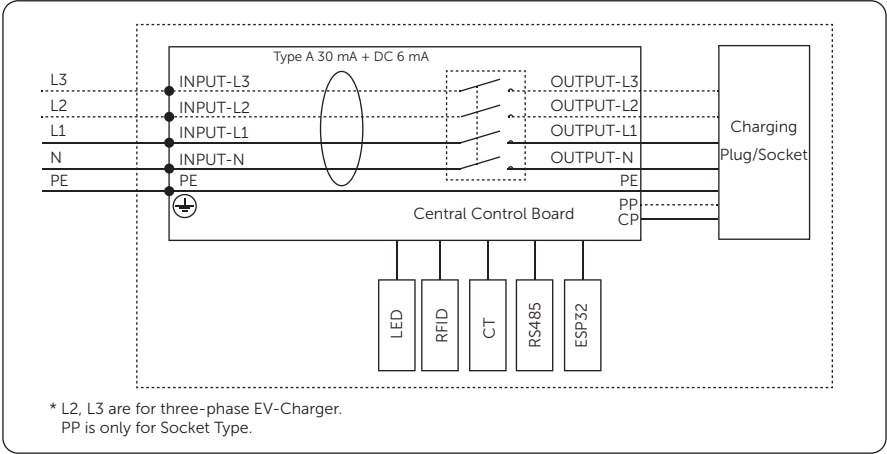 Type A 30 mA + DC 6 mA
L3
INPUT-L3
OUTPUT-L3
L2
INPUT-L2
OUTPUT-L2
L1
INPUT-L1
OUTPUT-L1
N
INPUT-N
OUTPUT-N
PE
PE
PE
PP
CP
Charging
Plug/Socket
Central Control Board
LED
RFID
CT
RS485
ESP32
* L2, L3 are for three-phase EV-Charger.
PP is only for Socket Type.